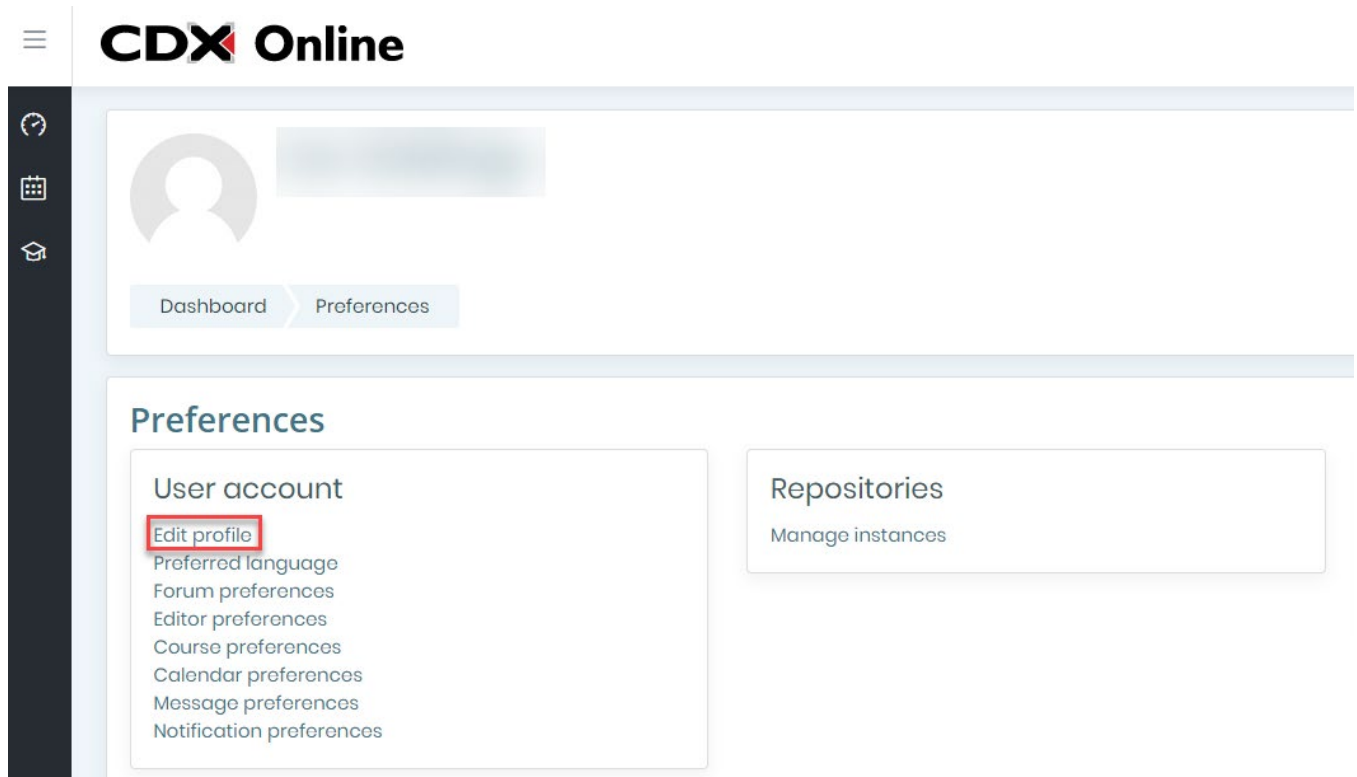 CDX Online
Dashboard Preferences
Preferences
User account
Edit profile
Preferred language
Forum preferences
Editor preferences
Course preferences
Calendar preferences
Message preferences
Notification preferences
Repositories
Manage instances